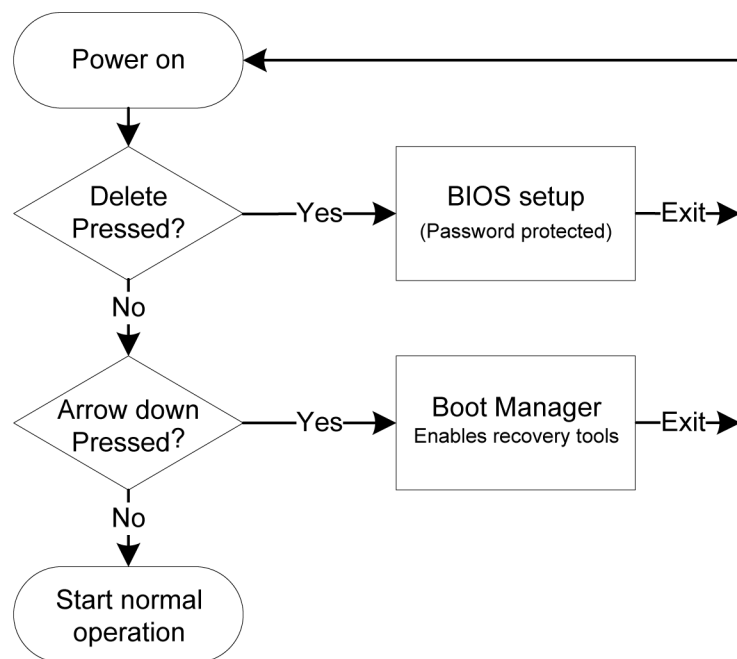 Power on
Delete
Pressed?
Yes
BIOS setup
(Password protected)
Exit
No
Arrow down
Pressed?
Yes
Boot Manager
Enables recovery tools
Exit
No
Start normal
operation